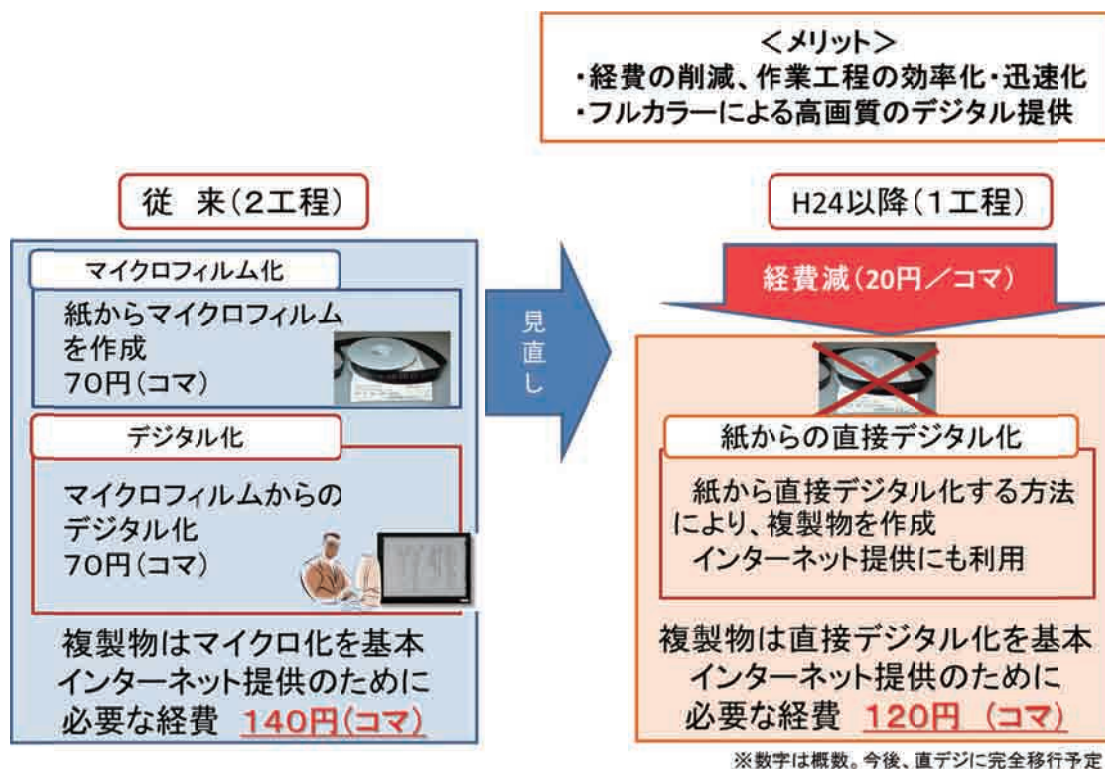 ＜メリット＞
・経費の削減、作業工程の効率化・迅速化
・フルカラーによる高画質のデジタル提供
従　来（２工程）
マイクロフィルム化
紙からマイクロフィルム
を作成
７０円（コマ）
デジタル化
マイクロフィルムからの
デジタル化
７０円（コマ）
複製物はマイクロ化を基本
インターネット提供のために
必要な経費　１４０円（コマ）
見直し
H24以降（１工程）
経費減（20円／コマ）
紙からの直接デジタル化
紙から直接デジタル化する方法
により、複製物を作成
インターネット提供にも利用
複製物は直接デジタル化を基本
インターネット提供のために
必要な経費　１２０円　（コマ）
※数字は概数。今後、直デジに完全移行予定